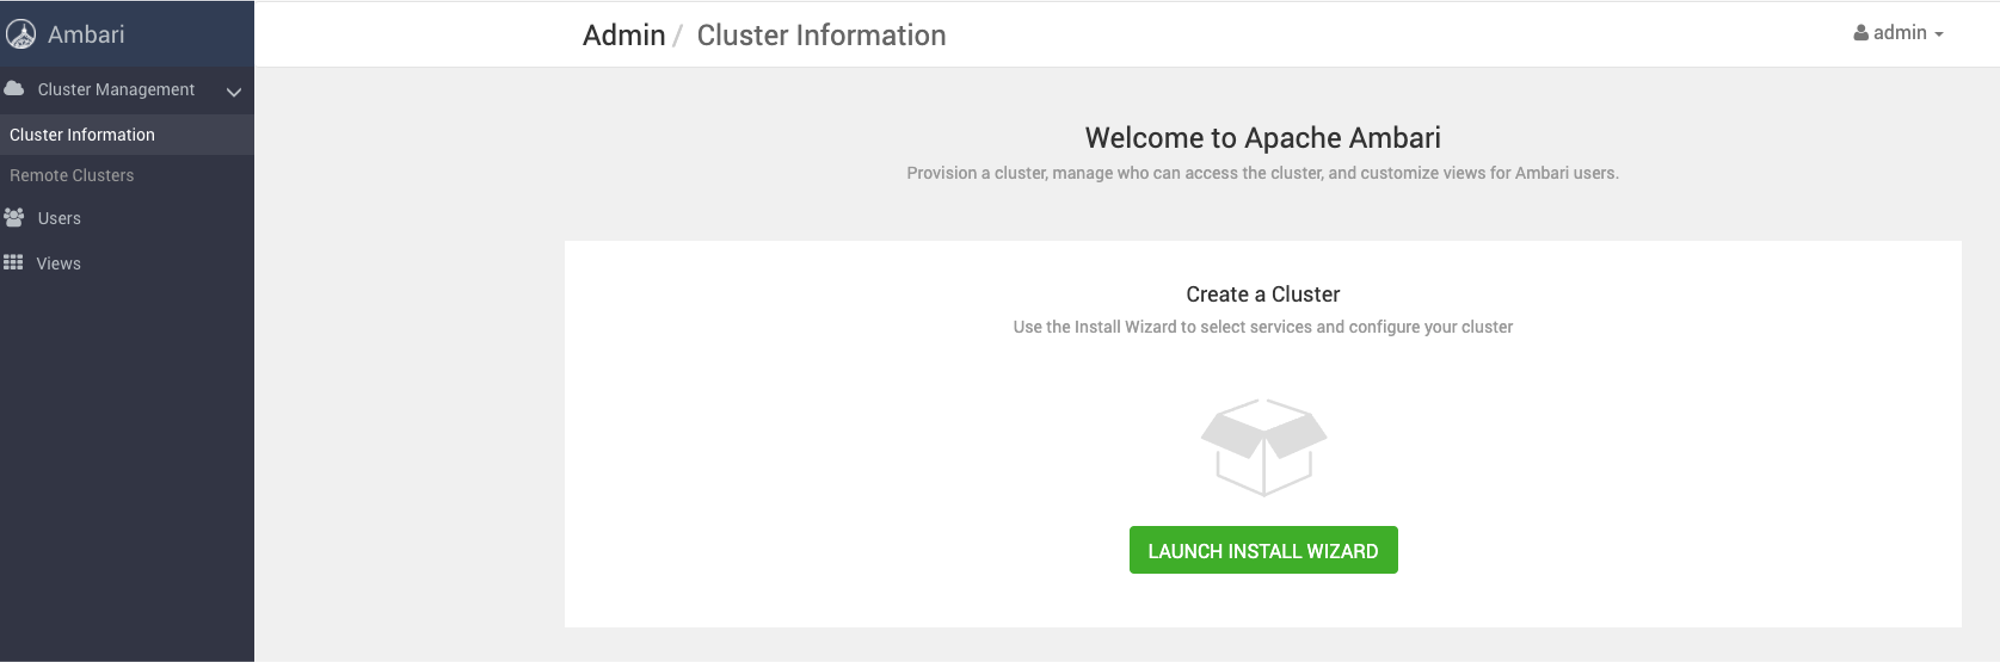 Ambari
Admin / Cluster Information
admin
Cluster Management
Cluster Information
Remote Clusters
Users
Views
Welcome to Apache Ambari
Provision a cluster, manage who can access the cluster, and customize views for Ambari users.
Create a Cluster
Use the Install Wizard to select services and configure your cluster
LAUNCH INSTALL WIZARD